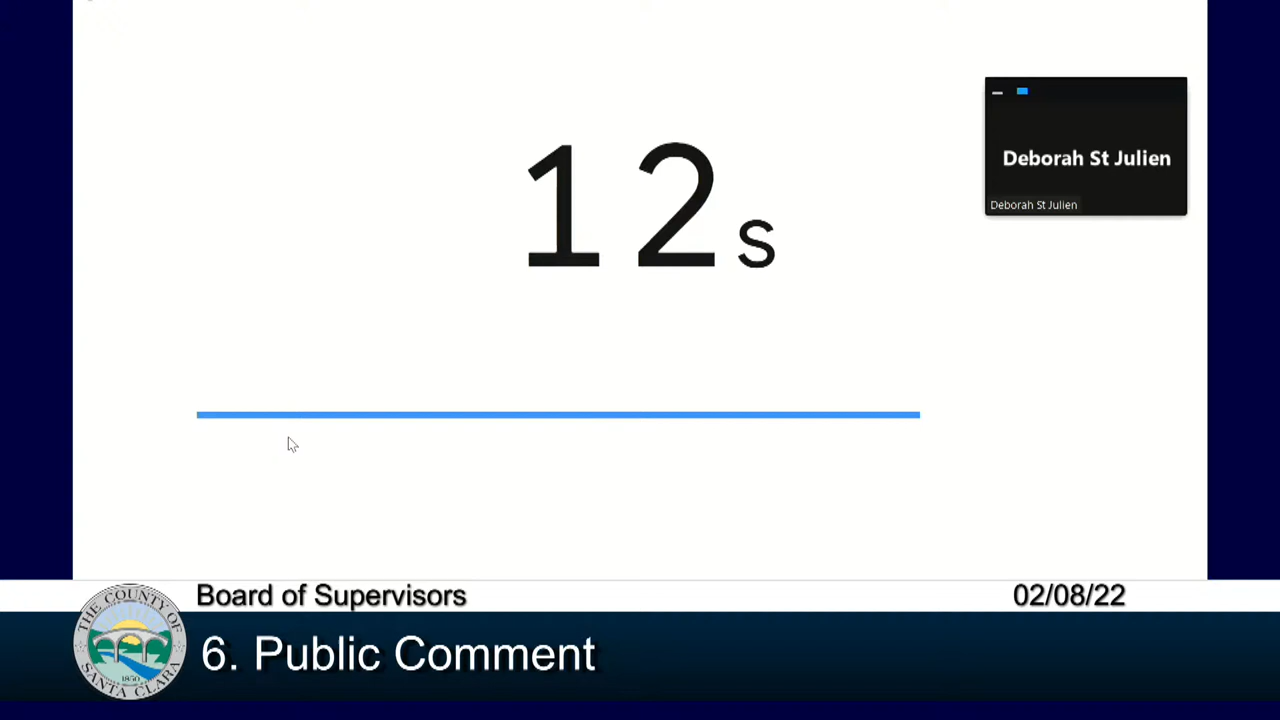 12s
Deborah St Julien
Deborah St Julien
Board of Supervisors
02/08/22
6. Public Comment
THE COUNTY OF
SANTA CLARA
1850